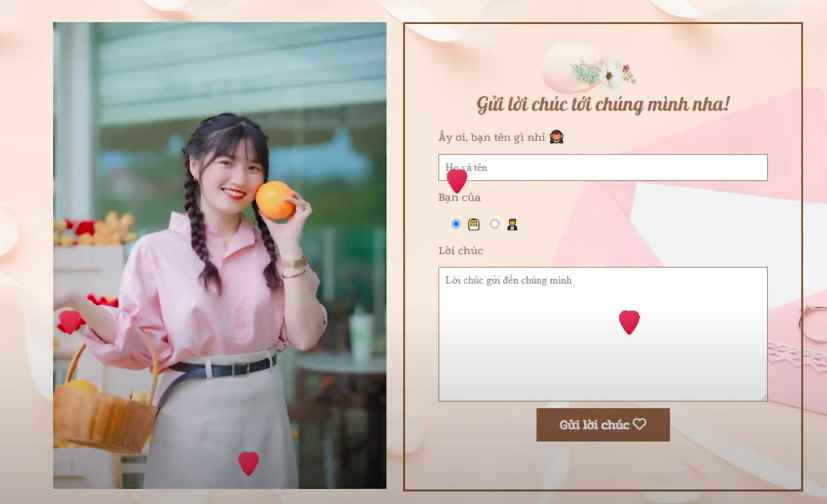 Gửi lời chúc tới chúng mình nha!
Ấy ơi, bạn tên gì nhỉ 🙈
Họ và tên
Bạn của
Lời chúc
Lời chúc gửi đến chúng mình
Gửi lời chúc ♡